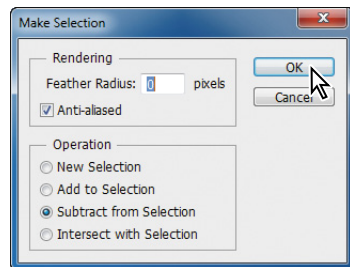 Make Selection
Rendering
Feather Radius: 0 pixels
Anti-aliased
OK
Cancel
Operation
New Selection
Add to Selection
Subtract from Selection
Intersect with Selection